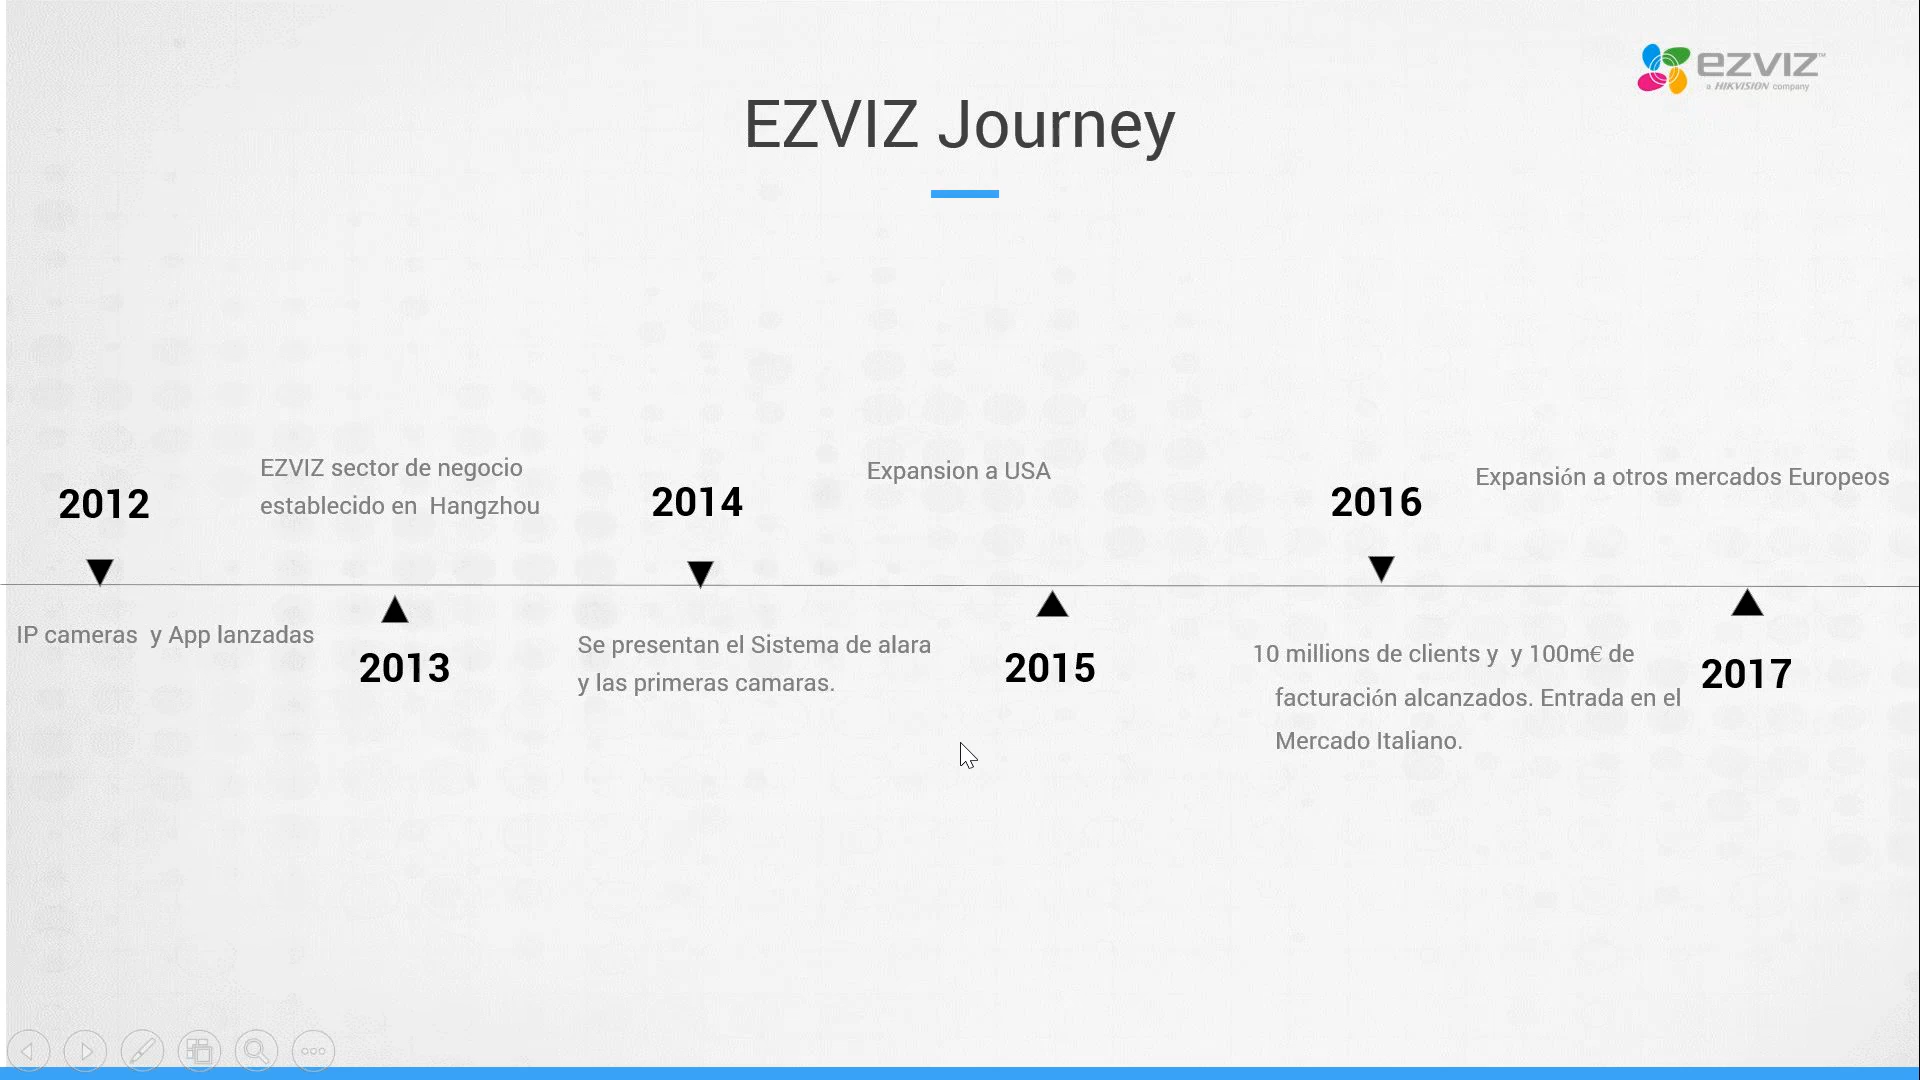 ezviz™
a HIKVISION company
EZVIZ Journey
2012
IP cameras  y App lanzadas
EZVIZ sector de negocio
establecido en  Hangzhou
2013
2014
Se presentan el Sistema de alara
y las primeras camaras.
Expansion a USA
2015
2016
10 millions de clients y  y 100m€ de
facturación alcanzados. Entrada en el
Mercado Italiano.
Expansión a otros mercados Europeos
2017